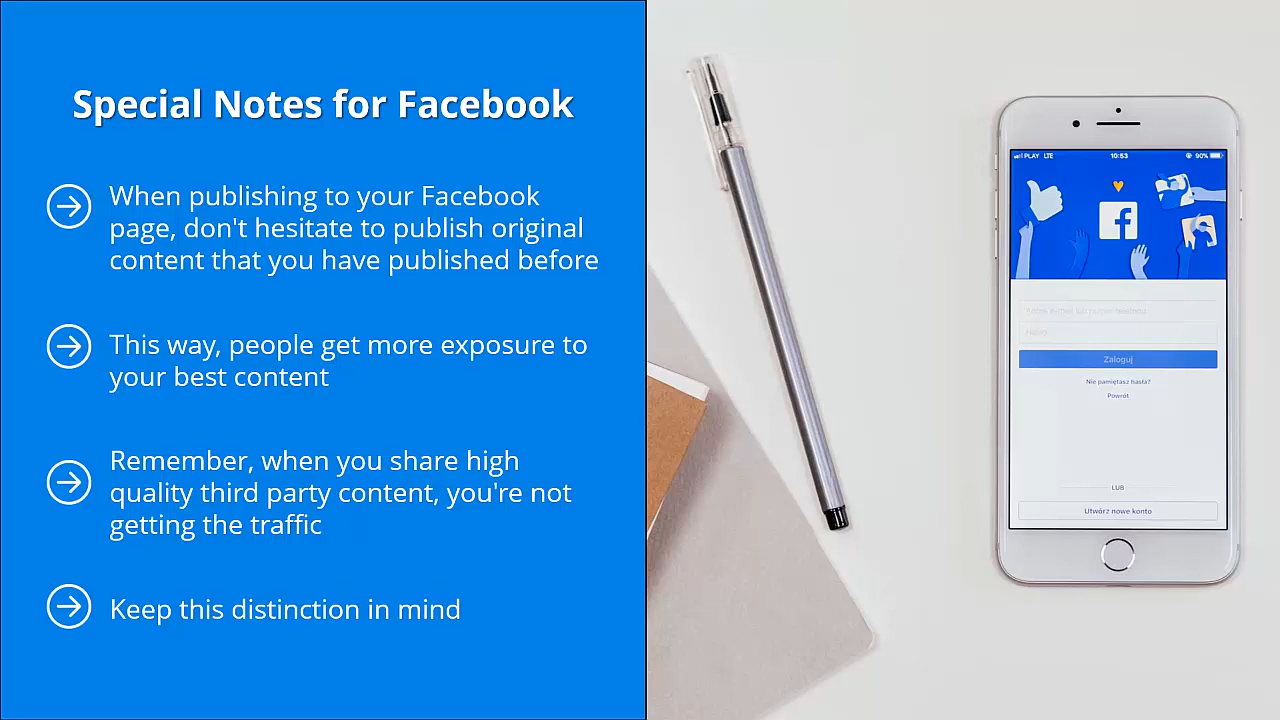 Special Notes for Facebook
When publishing to your Facebook
page, don't hesitate to publish original
content that you have published before
This way, people get more exposure to
your best content
Remember, when you share high
quality third party content, you're not
getting the traffic
Keep this distinction in mind
PLAY LTE 10:53 90%
Zaloguj
Nie pamiętasz hasła?
Powrót
LUB
Utwórz nowe konto